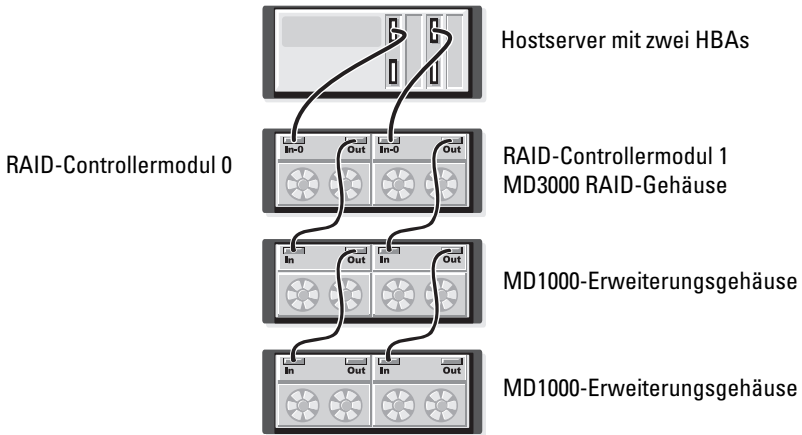 Hostserver mit zwei HBAs
RAID-Controllermodul 0
In-0 Out In-0 Out
RAID-Controllermodul 1
MD3000 RAID-Gehäuse
In Out In Out
MD1000-Erweiterungsgehäuse
In Out In Out
MD1000-Erweiterungsgehäuse